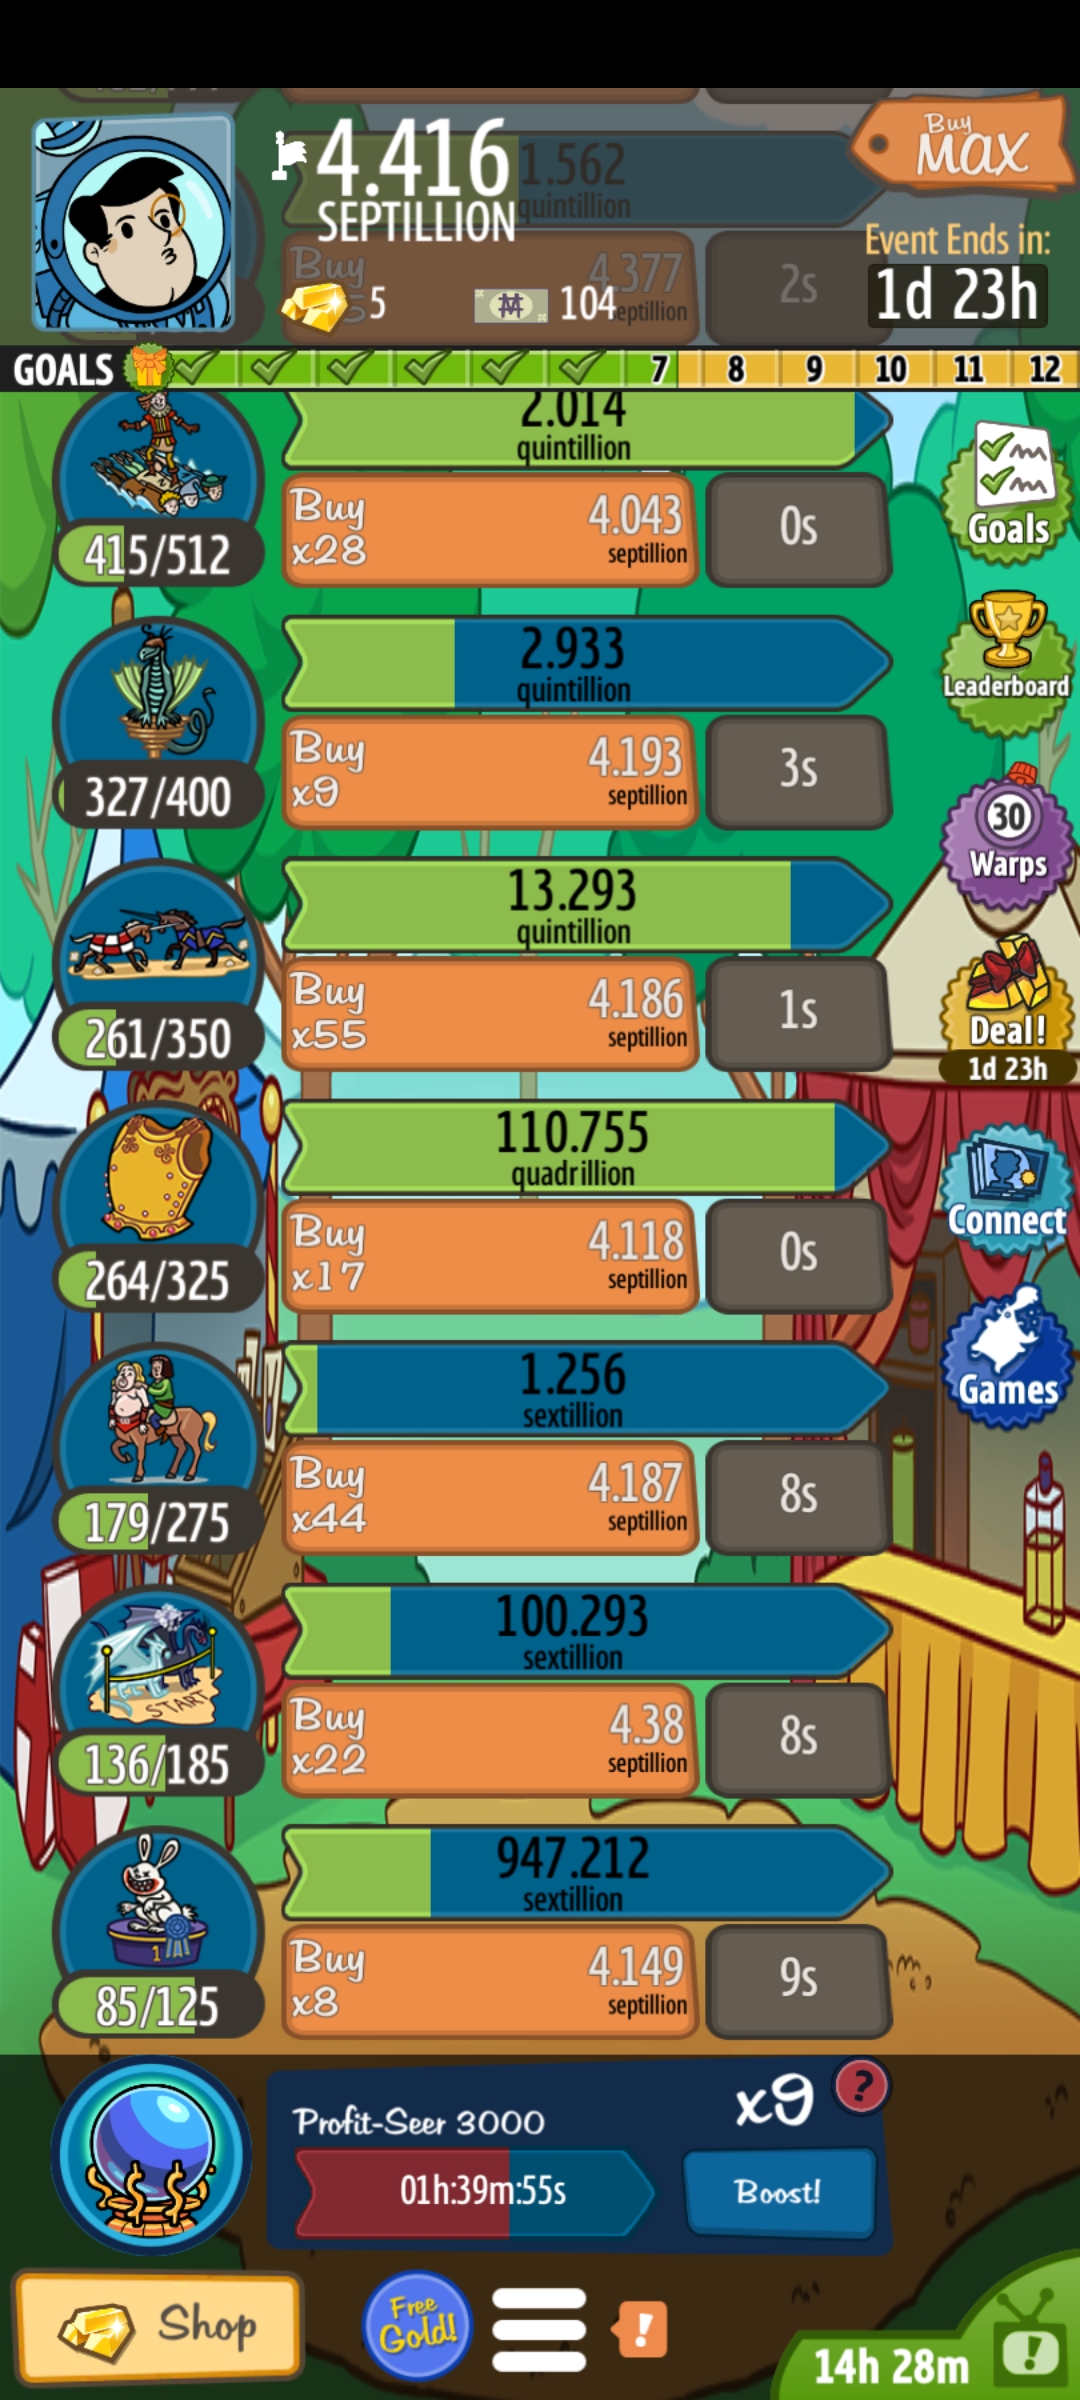 4.416
SEPTILLION
Buy
MAX
1.562
quintillion
Event Ends in:
1d 23h
Buy
4.377
septillion
2s
5
104
GOALS
7
8
9
10
11
12
2.014
quintillion
415/512
Buy
x28
4.043
septillion
0s
Goals
2.933
quintillion
327/400
Buy
x9
4.193
septillion
3s
Leaderboard
13.293
quintillion
261/350
Buy
x55
4.186
septillion
1s
30
Warps
Deal!
1d 23h
110.755
quadrillion
264/325
Buy
x17
4.118
septillion
0s
Connect
1.256
sextillion
179/275
Buy
x44
4.187
septillion
8s
Games
100.293
sextillion
START
136/185
Buy
x22
4.38
septillion
8s
947.212
sextillion
1
85/125
Buy
x8
4.149
septillion
9s
Profit-Seer 3000
x9
?
01h:39m:55s
Boost!
Shop
Free
Gold!
!
14h 28m
!